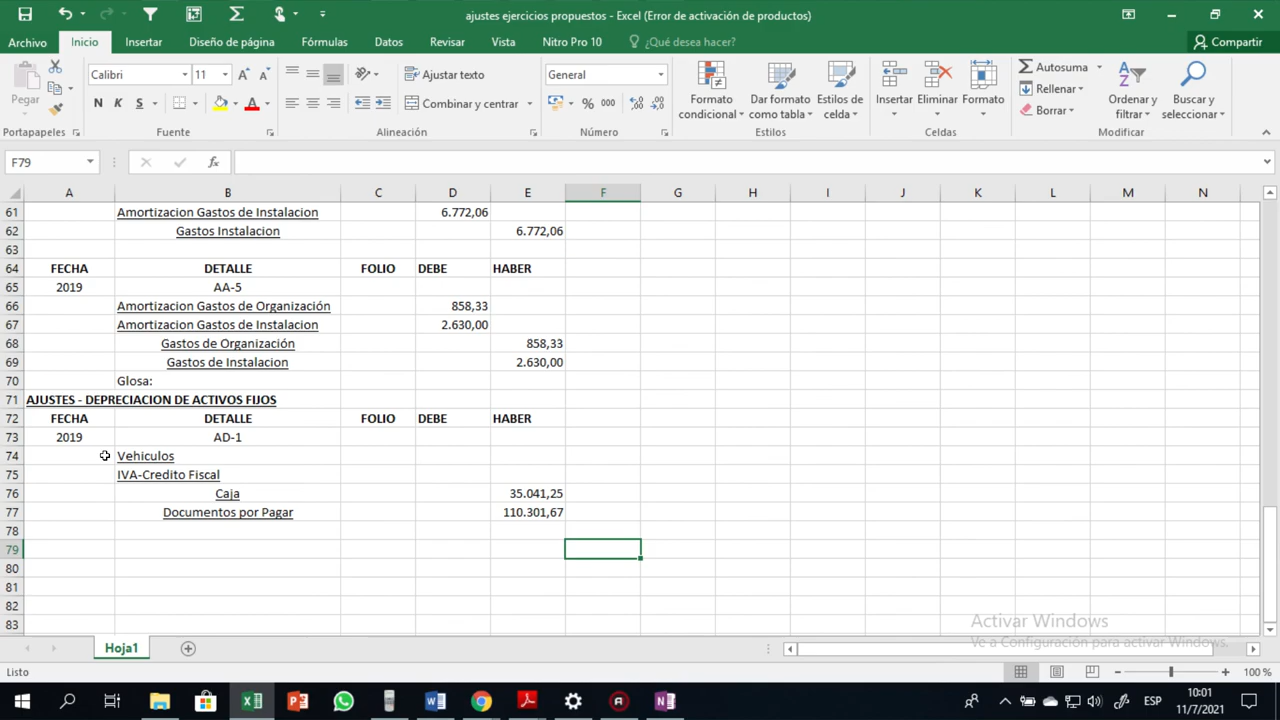 ajustes ejercicios propuestos - Excel (Error de activación de productos)
Archivo Inicio Insertar Diseño de página Fórmulas Datos Revisar Vista Nitro Pro 10 ¿Qué desea hacer? Compartir
Pegar Calibri 11 Ajustar texto General Autosuma
N K S Combinar y centrar % 000 Rellenar
Formato condicional Dar formato como tabla Estilos de celda Insertar Eliminar Formato Borrar Ordenar y filtrar Buscar y seleccionar
Portapapeles Fuente Alineación Número Estilos Celdas Modificar
F79 fx
A B C D E F G H I J K L M N
61 Amortizacion Gastos de Instalacion 6.772,06
62 Gastos Instalacion 6.772,06
63
64 FECHA DETALLE FOLIO DEBE HABER
65 2019 AA-5
66 Amortizacion Gastos de Organización 858,33
67 Amortizacion Gastos de Instalacion 2.630,00
68 Gastos de Organización 858,33
69 Gastos de Instalacion 2.630,00
70 Glosa:
71 AJUSTES - DEPRECIACION DE ACTIVOS FIJOS
72 FECHA DETALLE FOLIO DEBE HABER
73 2019 AD-1
74 Vehiculos
75 IVA-Credito Fiscal
76 Caja 35.041,25
77 Documentos por Pagar 110.301,67
78
79
80
81
82
83
Activar Windows
Ve a Configuración para activar Windows.
Hoja1
Listo 100 %
ESP 10:01
11/7/2021